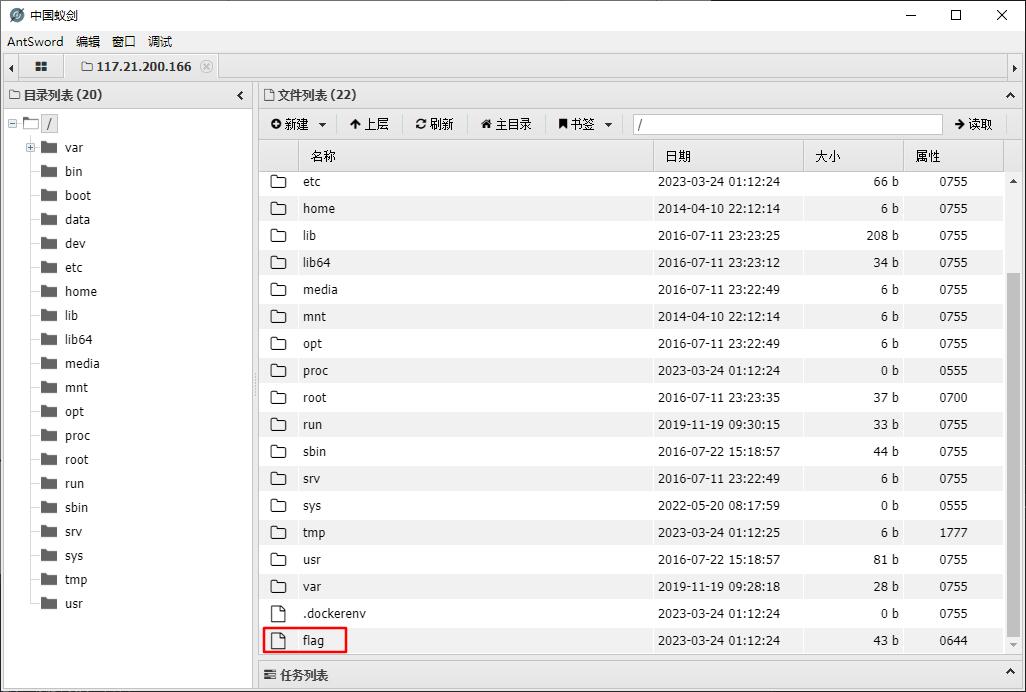 中国蚁剑
AntSword 编辑 窗口 调试
117.21.200.166
目录列表 (20)
/
var
bin
boot
data
dev
etc
home
lib
lib64
media
mnt
opt
proc
root
run
sbin
srv
sys
tmp
usr
文件列表 (22)
新建 上层 刷新 主目录 书签 / 读取
名称 日期 大小 属性
etc 2023-03-24 01:12:24 66 b 0755
home 2014-04-10 22:12:14 6 b 0755
lib 2016-07-11 23:23:25 208 b 0755
lib64 2016-07-11 23:23:12 34 b 0755
media 2016-07-11 23:22:49 6 b 0755
mnt 2014-04-10 22:12:14 6 b 0755
opt 2016-07-11 23:22:49 6 b 0755
proc 2023-03-24 01:12:24 0 b 0555
root 2016-07-11 23:23:35 37 b 0700
run 2019-11-19 09:30:15 33 b 0755
sbin 2016-07-22 15:18:57 44 b 0755
srv 2016-07-11 23:22:49 6 b 0755
sys 2022-05-20 08:17:59 0 b 0555
tmp 2023-03-24 01:12:25 6 b 1777
usr 2016-07-22 15:18:57 81 b 0755
var 2019-11-19 09:28:18 28 b 0755
.dockerenv 2023-03-24 01:12:24 0 b 0755
flag 2023-03-24 01:12:24 43 b 0644
任务列表